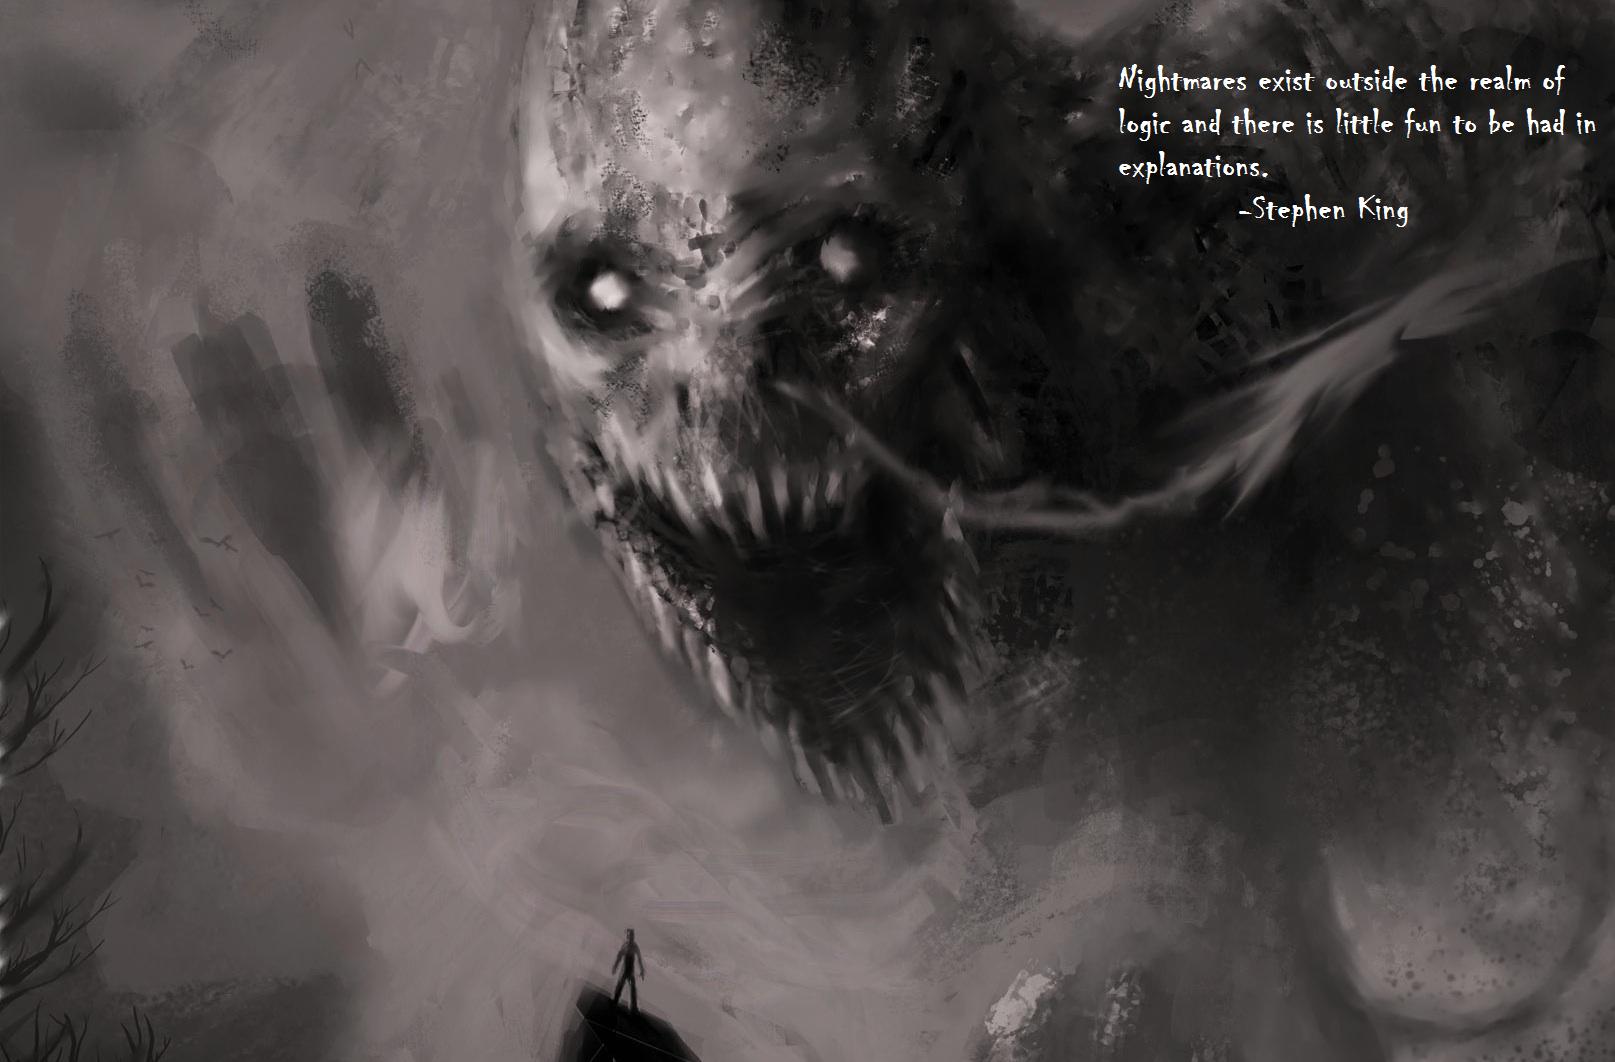 Nightmares exist outside the realm of
logic and there is little fun to be had in
explanations.
-Stephen King